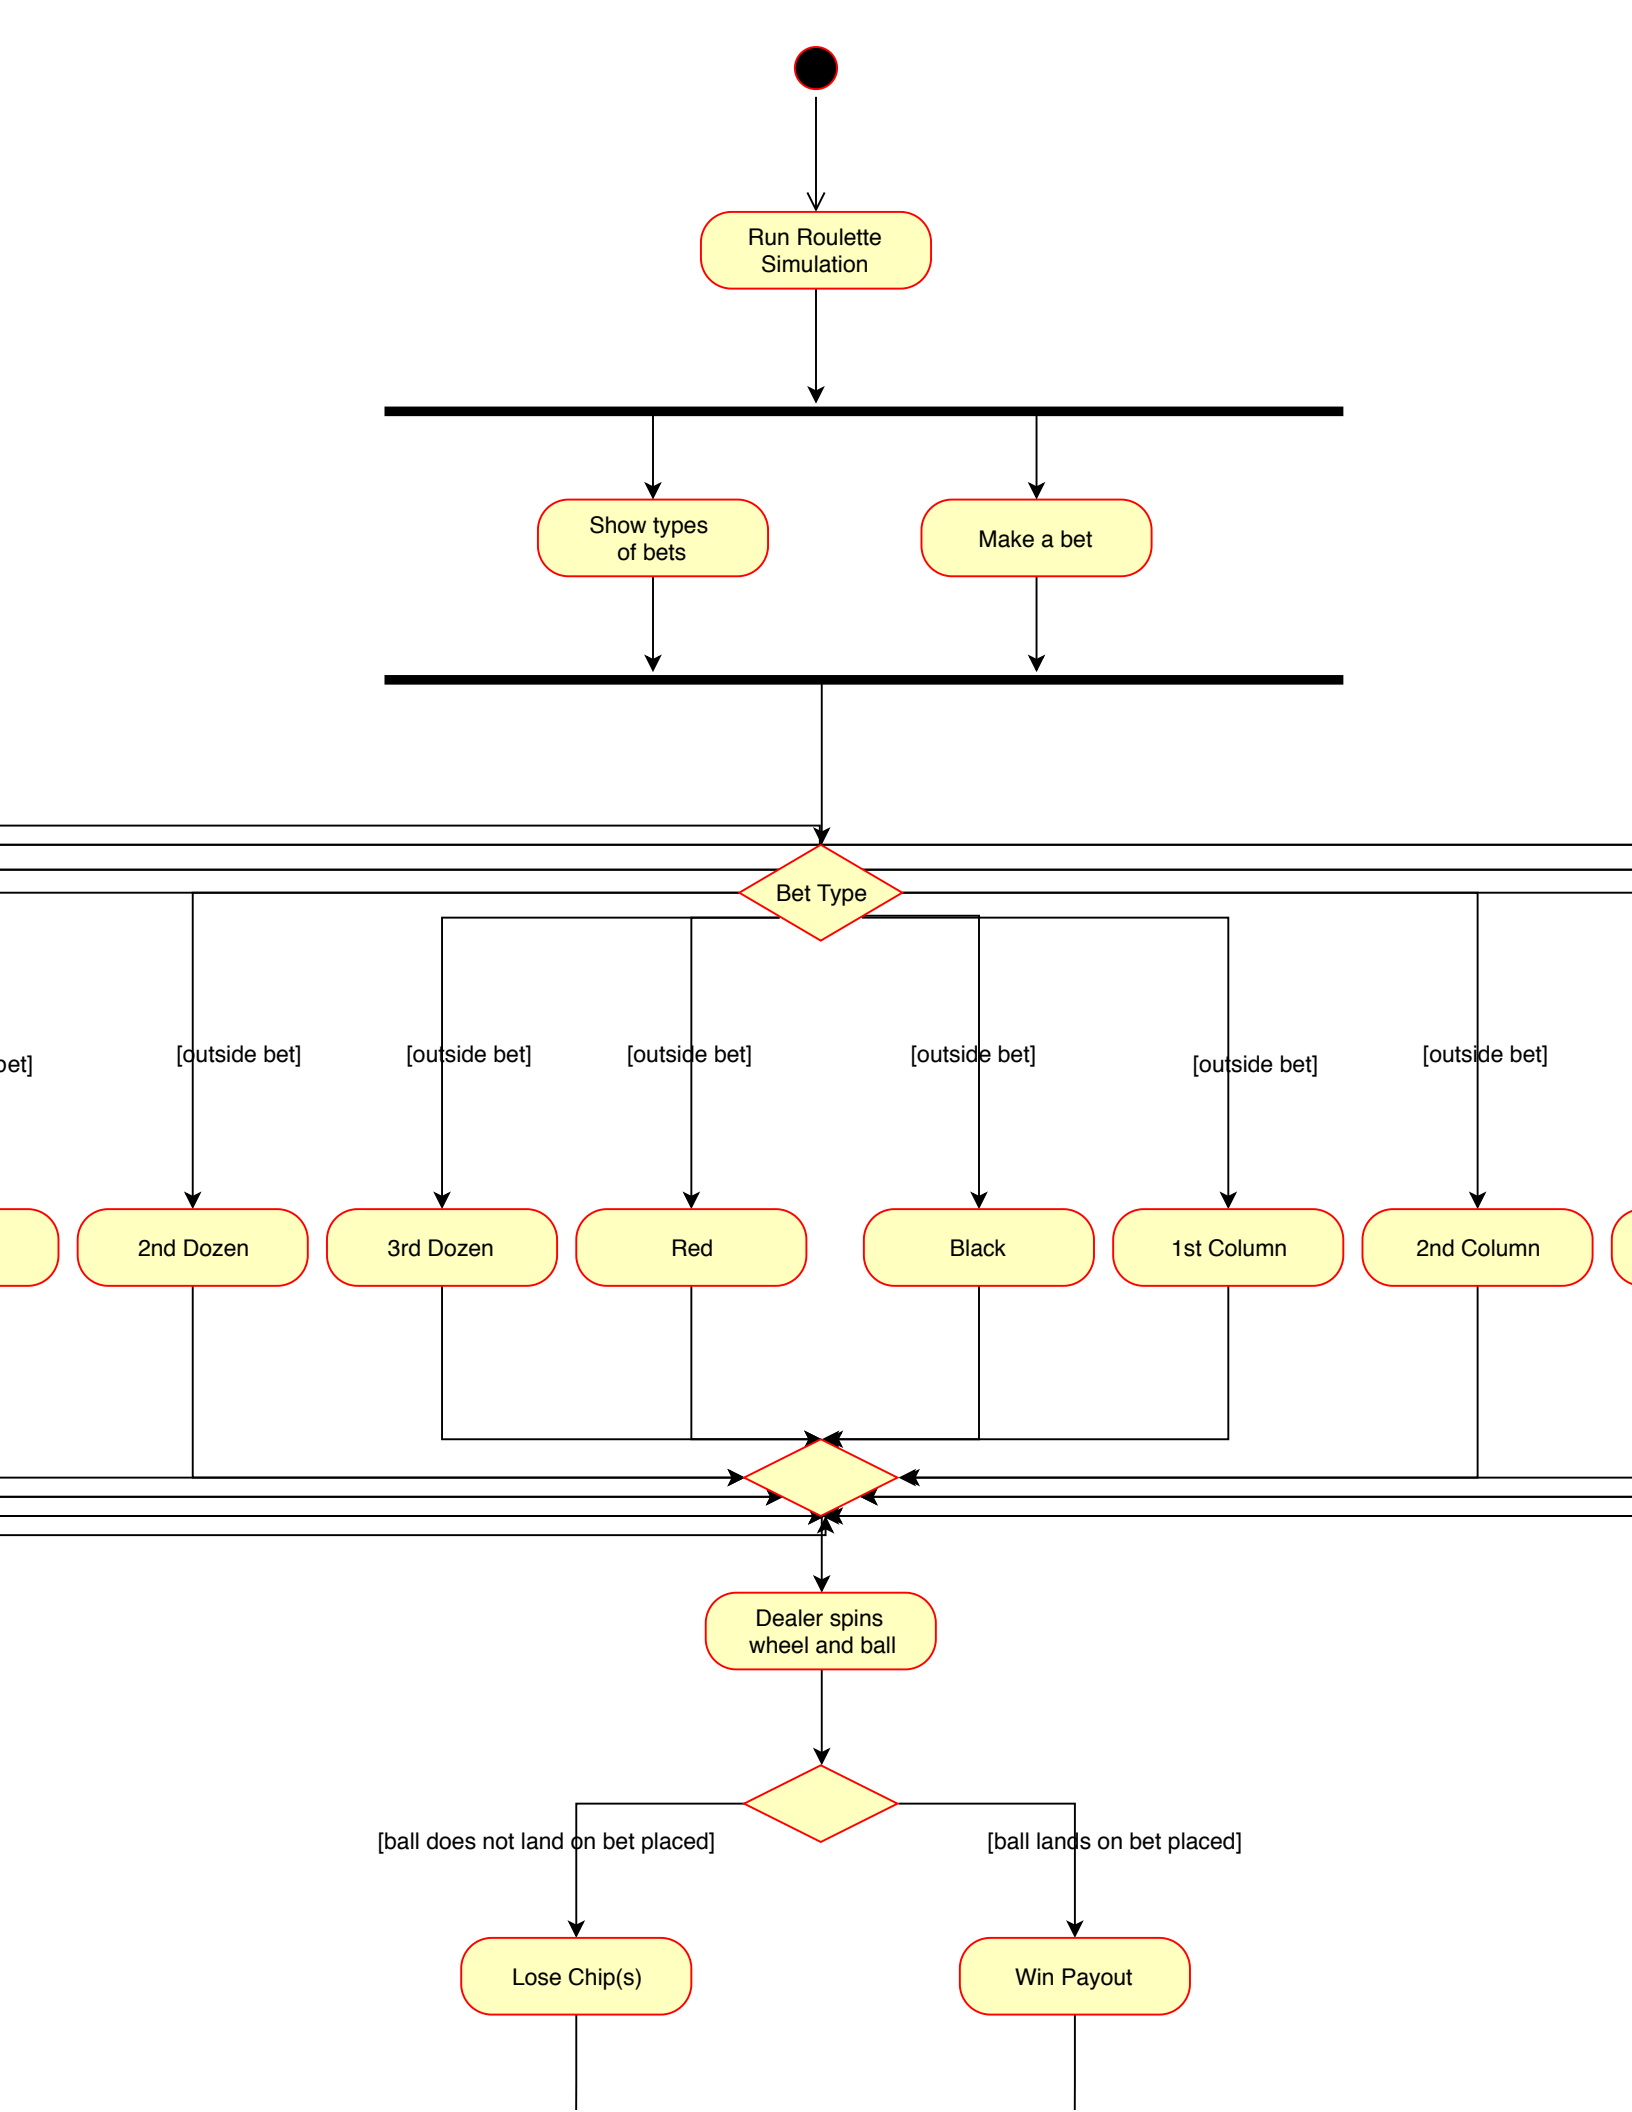 Run Roulette
Simulation
Show types
of bets
Make a bet
Bet Type
[outside bet]
[outside bet]
[outside bet]
[outside bet]
[outside bet]
[outside bet]
bet]
2nd Dozen
3rd Dozen
Red
Black
1st Column
2nd Column
Dealer spins
wheel and ball
[ball does not land on bet placed]
[ball lands on bet placed]
Lose Chip(s)
Win Payout